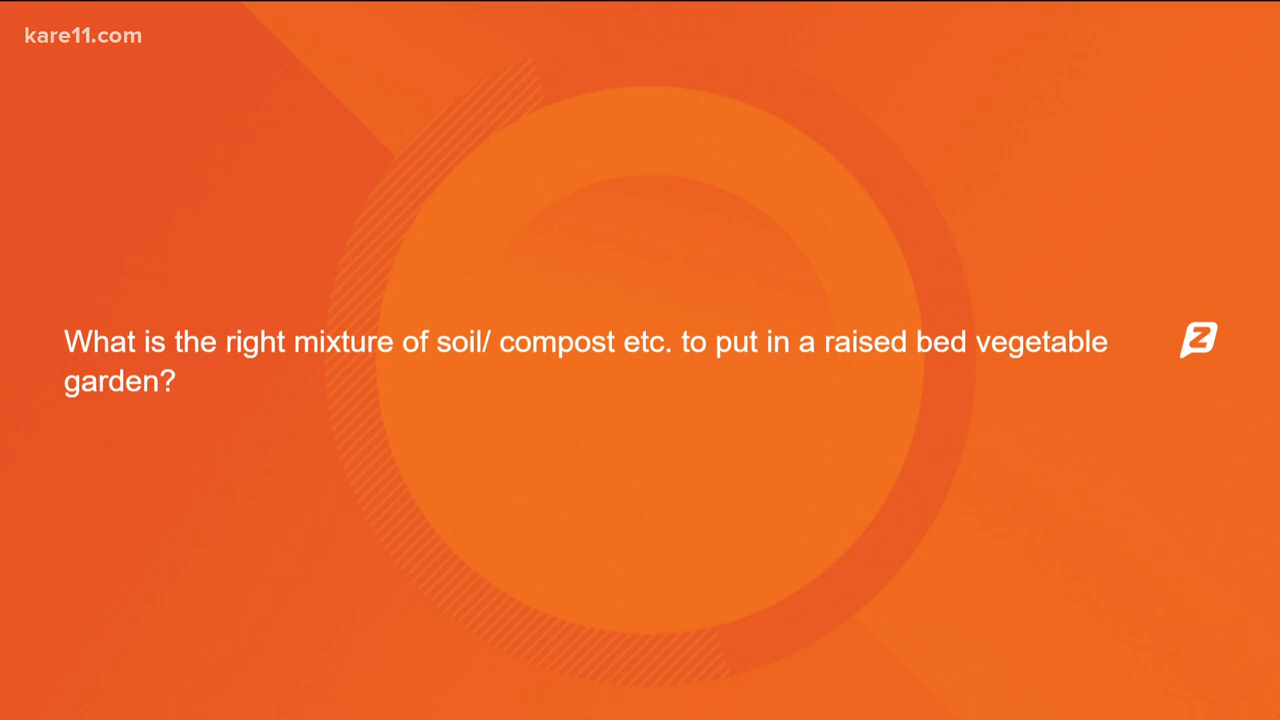 kare11.com
What is the right mixture of soil/ compost etc. to put in a raised bed vegetable
garden?
Z